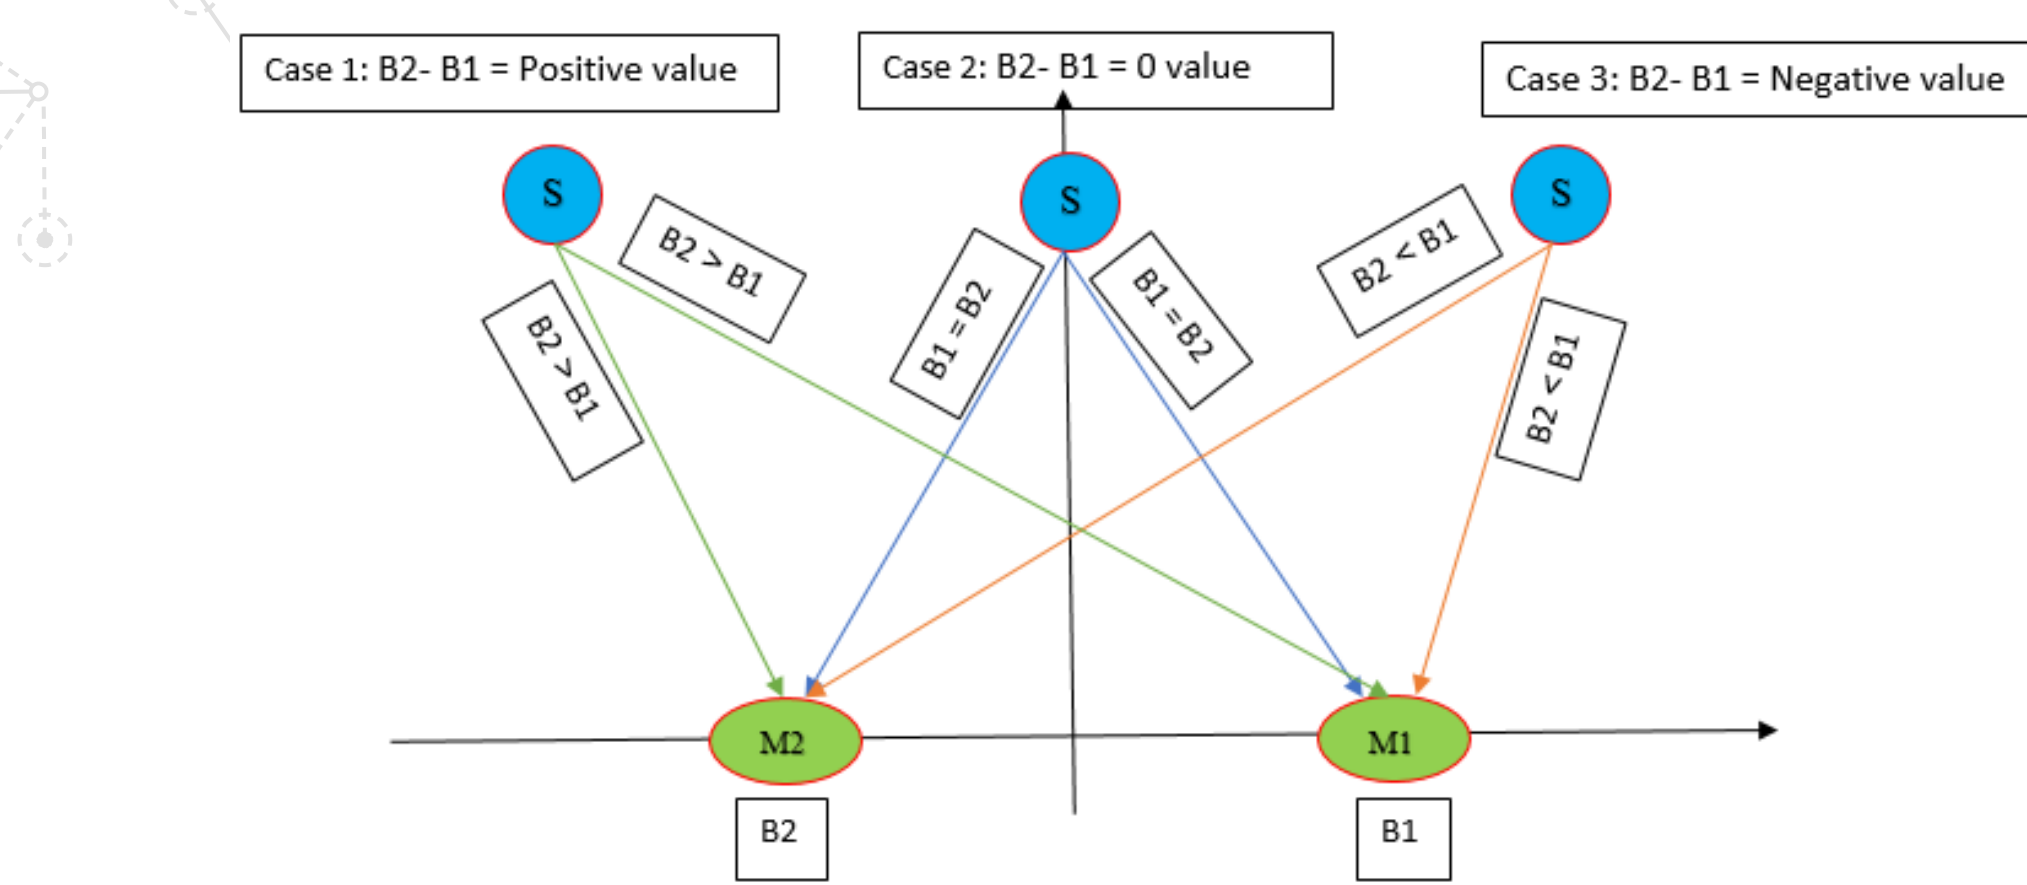 Case 1: B2- B1 = Positive value
Case 2: B2- B1 = 0 value
Case 3: B2- B1 = Negative value
S
S
S
B2 > B1
B2 > B1
B1 = B2
B1 = B2
B2 < B1
B2 < B1
M2
M1
B2
B1